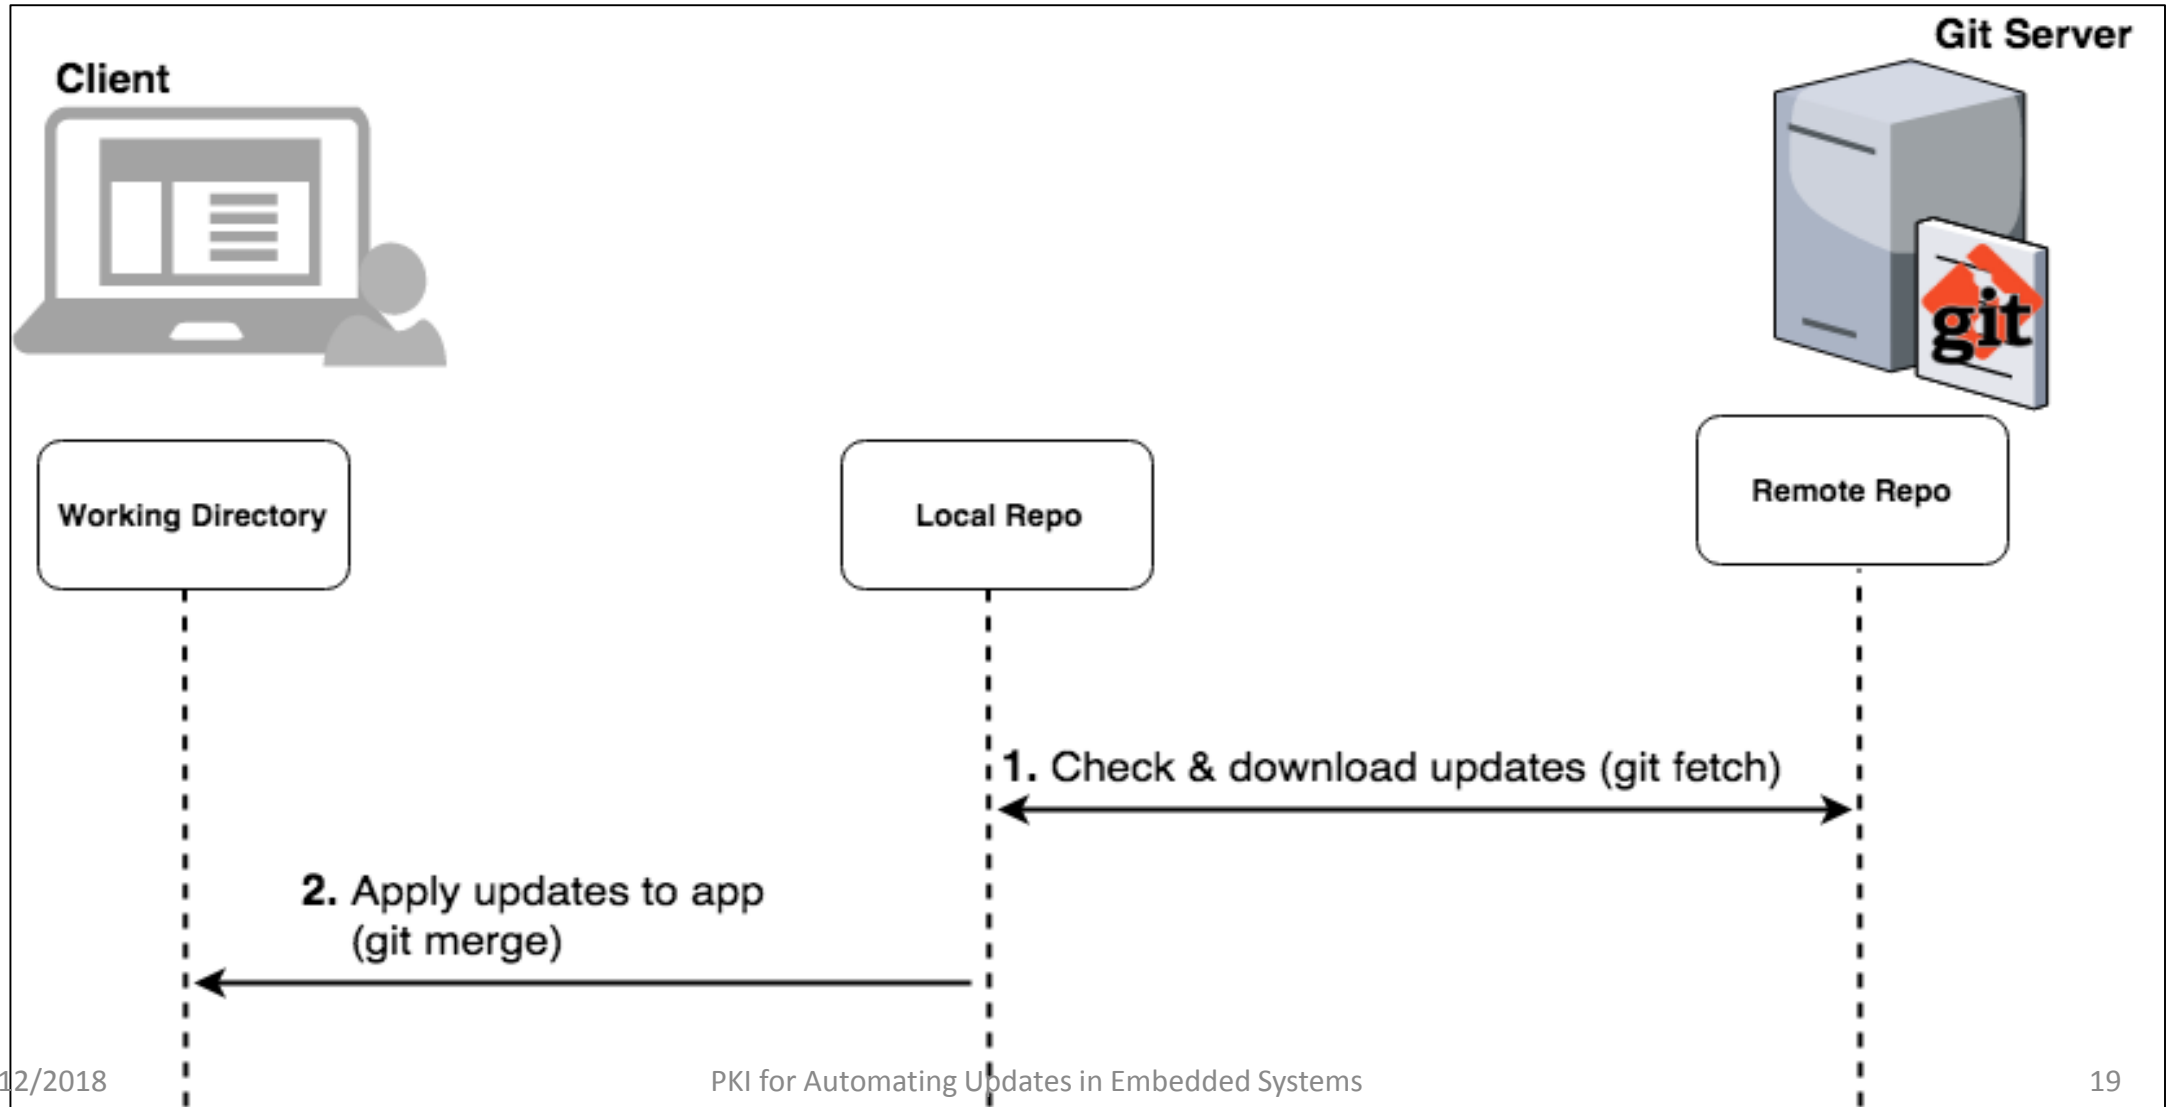 Git Server
Client
git
Working Directory
Local Repo
Remote Repo
1. Check & download updates (git fetch)
2. Apply updates to app
(git merge)
12/2018
PKI for Automating Updates in Embedded Systems
19